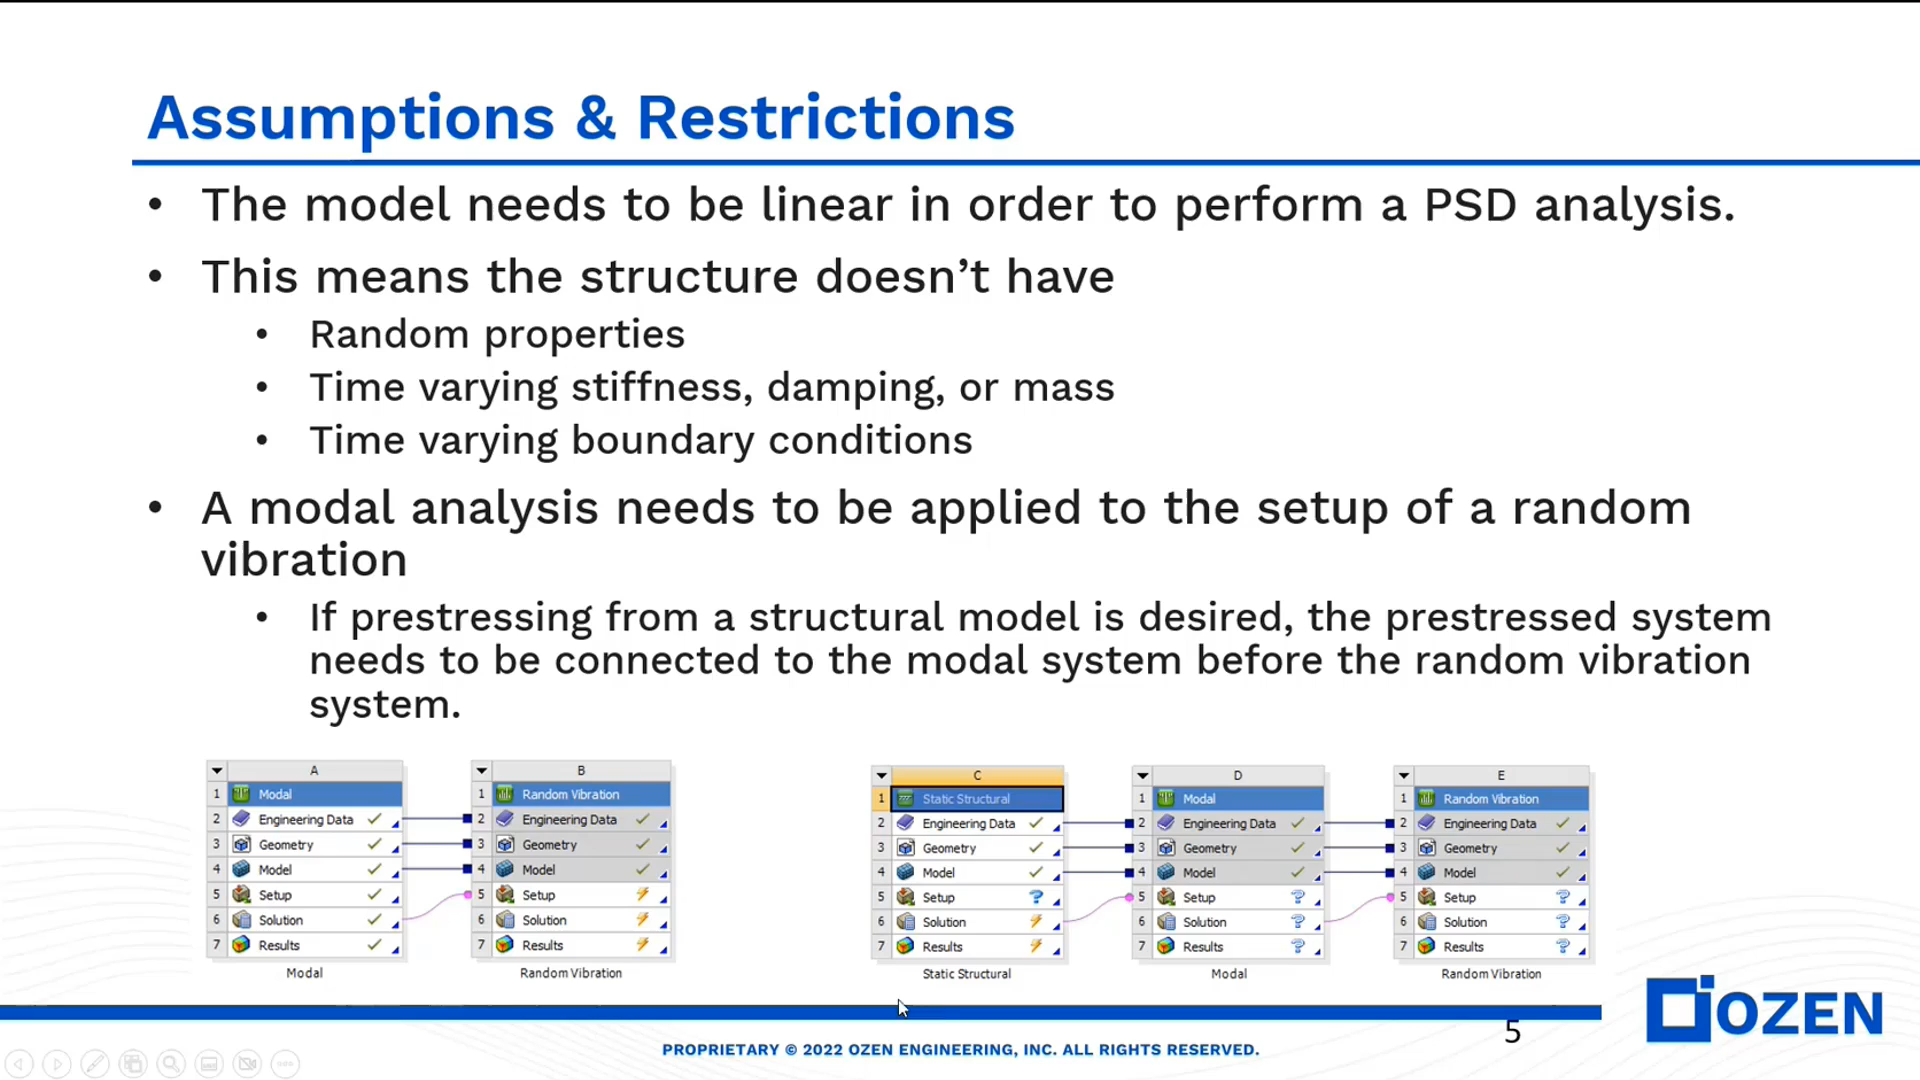 Assumptions & Restrictions
• The model needs to be linear in order to perform a PSD analysis.
• This means the structure doesn’t have
• Random properties
• Time varying stiffness, damping, or mass
• Time varying boundary conditions
• A modal analysis needs to be applied to the setup of a random
vibration
• If prestressing from a structural model is desired, the prestressed system
needs to be connected to the modal system before the random vibration
system.
A
1 Modal
2 Engineering Data
3 Geometry
4 Model
5 Setup
6 Solution
7 Results
Modal
B
1 Random Vibration
2 Engineering Data
3 Geometry
4 Model
5 Setup
6 Solution
7 Results
Random Vibration
C
1 Static Structural
2 Engineering Data
3 Geometry
4 Model
5 Setup
6 Solution
7 Results
Static Structural
D
1 Modal
2 Engineering Data
3 Geometry
4 Model
5 Setup
6 Solution
7 Results
Modal
E
1 Random Vibration
2 Engineering Data
3 Geometry
4 Model
5 Setup
6 Solution
7 Results
Random Vibration
OZEN
5
PROPRIETARY © 2022 OZEN ENGINEERING, INC. ALL RIGHTS RESERVED.